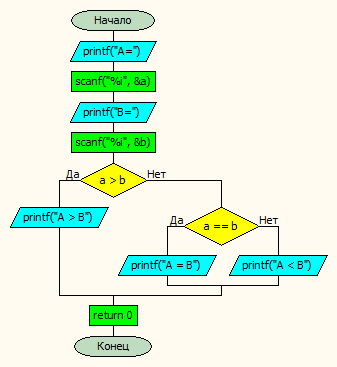 Начало
printf("A=")
scanf("%i", &a)
printf("B=")
scanf("%i", &b)
Да
a > b
Нет
printf("A > B")
Да
a == b
Нет
printf("A = B")
printf("A < B")
return 0
Конец